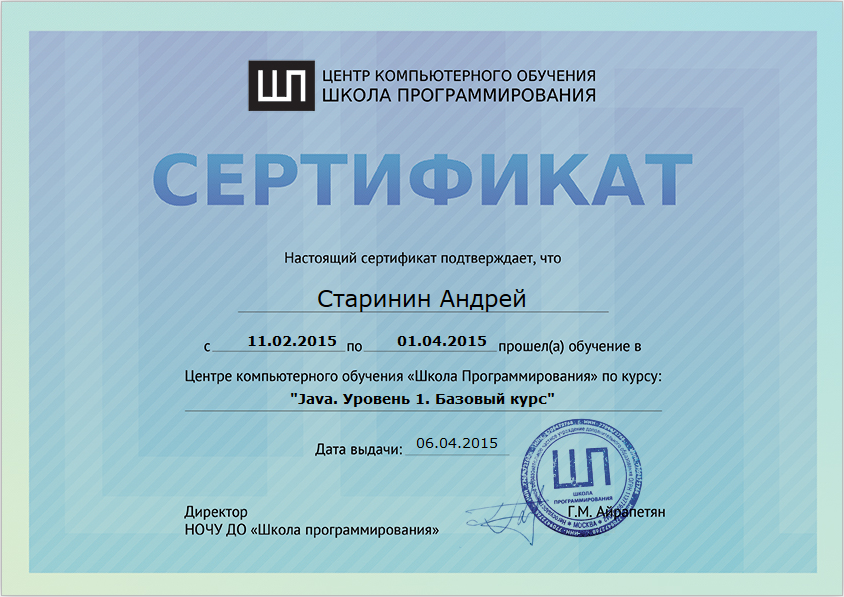 ШП ЦЕНТР КОМПЬЮТЕРНОГО ОБУЧЕНИЯ
ШКОЛА ПРОГРАММИРОВАНИЯ
СЕРТИФИКАТ
Настоящий сертификат подтверждает, что
Старинин Андрей
с 11.02.2015 по 01.04.2015 прошел(а) обучение в
Центре компьютерного обучения «Школа Программирования» по курсу:
"Java. Уровень 1. Базовый курс"
Дата выдачи: 06.04.2015
ШП
ШКОЛА
ПРОГРАММИРОВАНИЯ
* МОСКВА *
Директор Г.М. Айрапетян
НОЧУ ДО «Школа программирования»